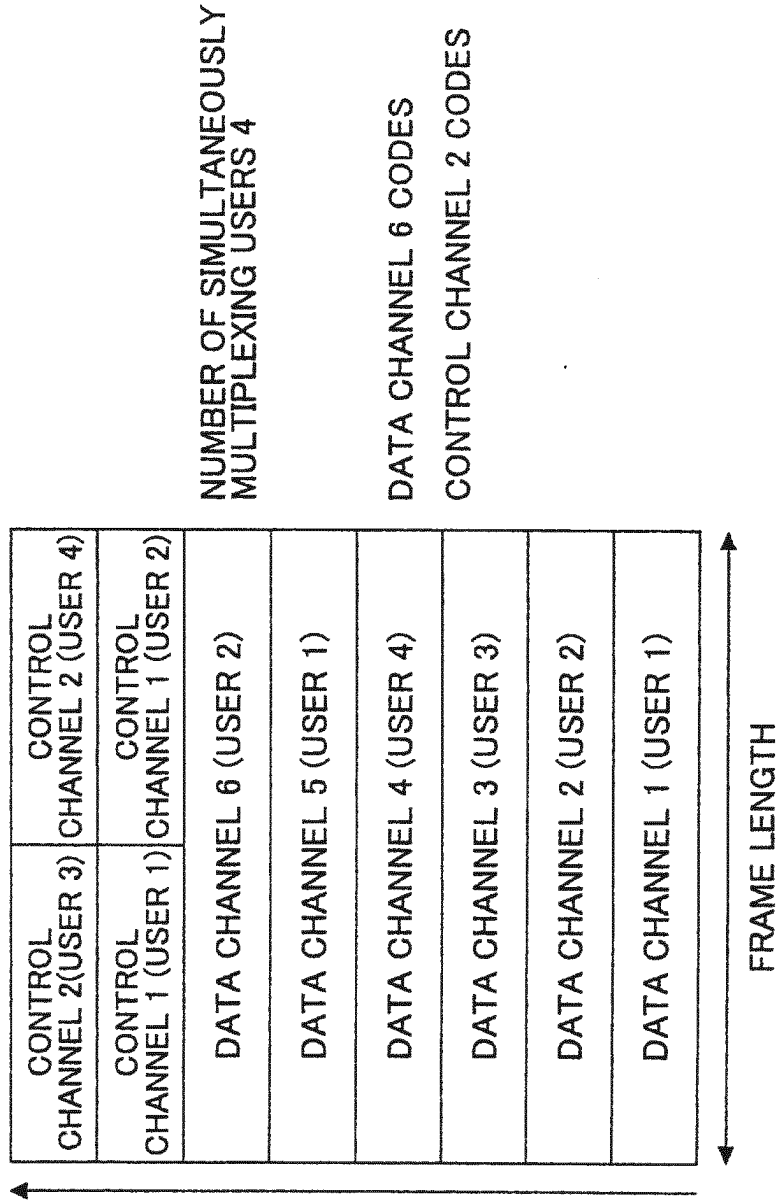 CONTROL
CHANNEL 2(USER 3)
CONTROL
CHANNEL 2 (USER 4)
CONTROL
CHANNEL 1 (USER 1)
CONTROL
CHANNEL 1 (USER 2)
DATA CHANNEL 6 (USER 2)
DATA CHANNEL 5 (USER 1)
DATA CHANNEL 4 (USER 4)
DATA CHANNEL 3 (USER 3)
DATA CHANNEL 2 (USER 2)
DATA CHANNEL 1 (USER 1)
FRAME LENGTH
NUMBER OF SIMULTANEOUSLY
MULTIPLEXING USERS 4
DATA CHANNEL 6 CODES
CONTROL CHANNEL 2 CODES